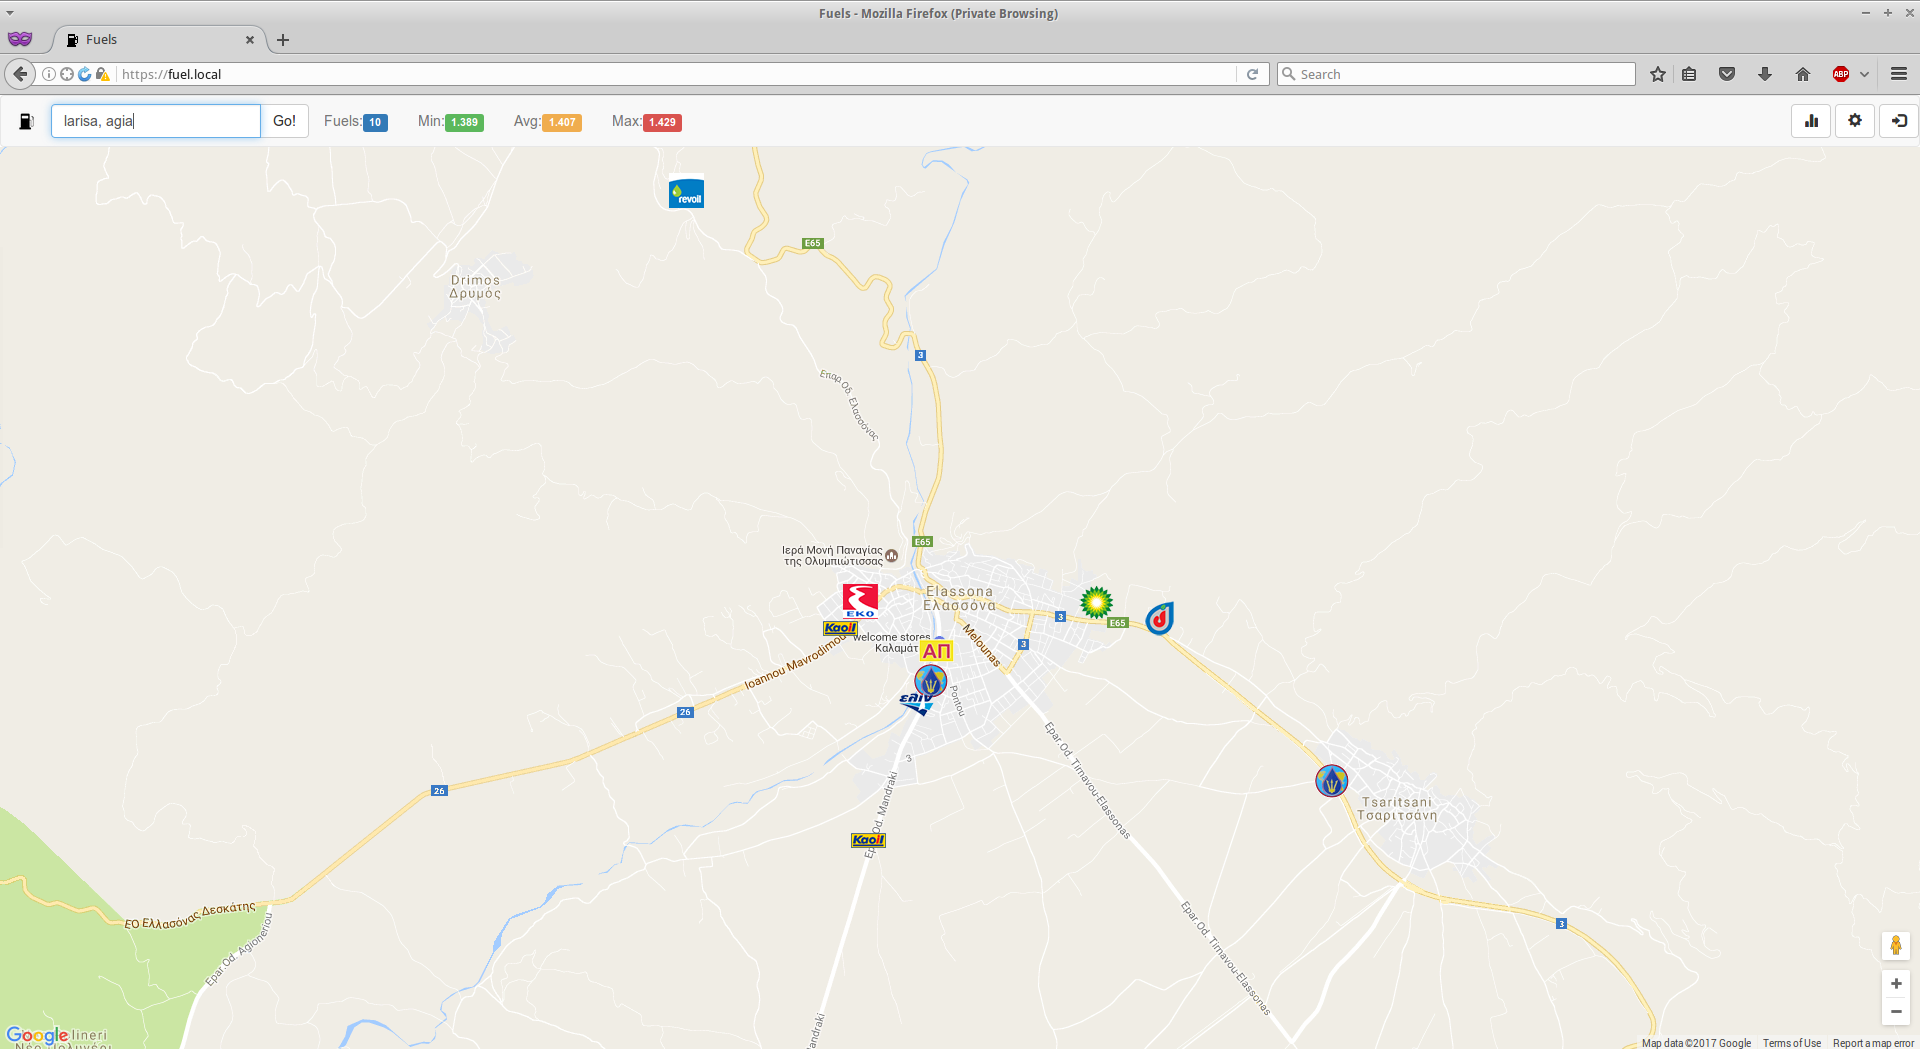 Fuels - Mozilla Firefox (Private Browsing)
Fuels
https://fuel.local
Search
ABP
larisa, agia
Go!
Fuels: 10
Min: 1.389
Avg: 1.407
Max: 1.429
revoil
E65
Drimos
Δρυμός
3
Επαρ.Οδ. Ελασσόνας
E65
Ιερά Μονή Παναγίας
της Ολυμπιώτισσας
Elassona
Ελασσόνα
EKO
3
E65
Kaoil
welcome stores
Καλαμάτ
3
ΑΠ
Melounas
Ioannou Mavrodimou
ελίν
Pontou
26
Epar.Od. Tirnavou-Elassonas
3
26
Epar.Od. Mandraki
Tsaritsani
Τσαριτσάνη
Kaoil
ΕΟ Ελλασόνας Δεσκάτης
Epar.Od. Agioneriou
Epar.Od. Tirnavou-Elassonas
3
Mandraki
Google
lineri
Map data ©2017 Google
Terms of Use
Report a map error